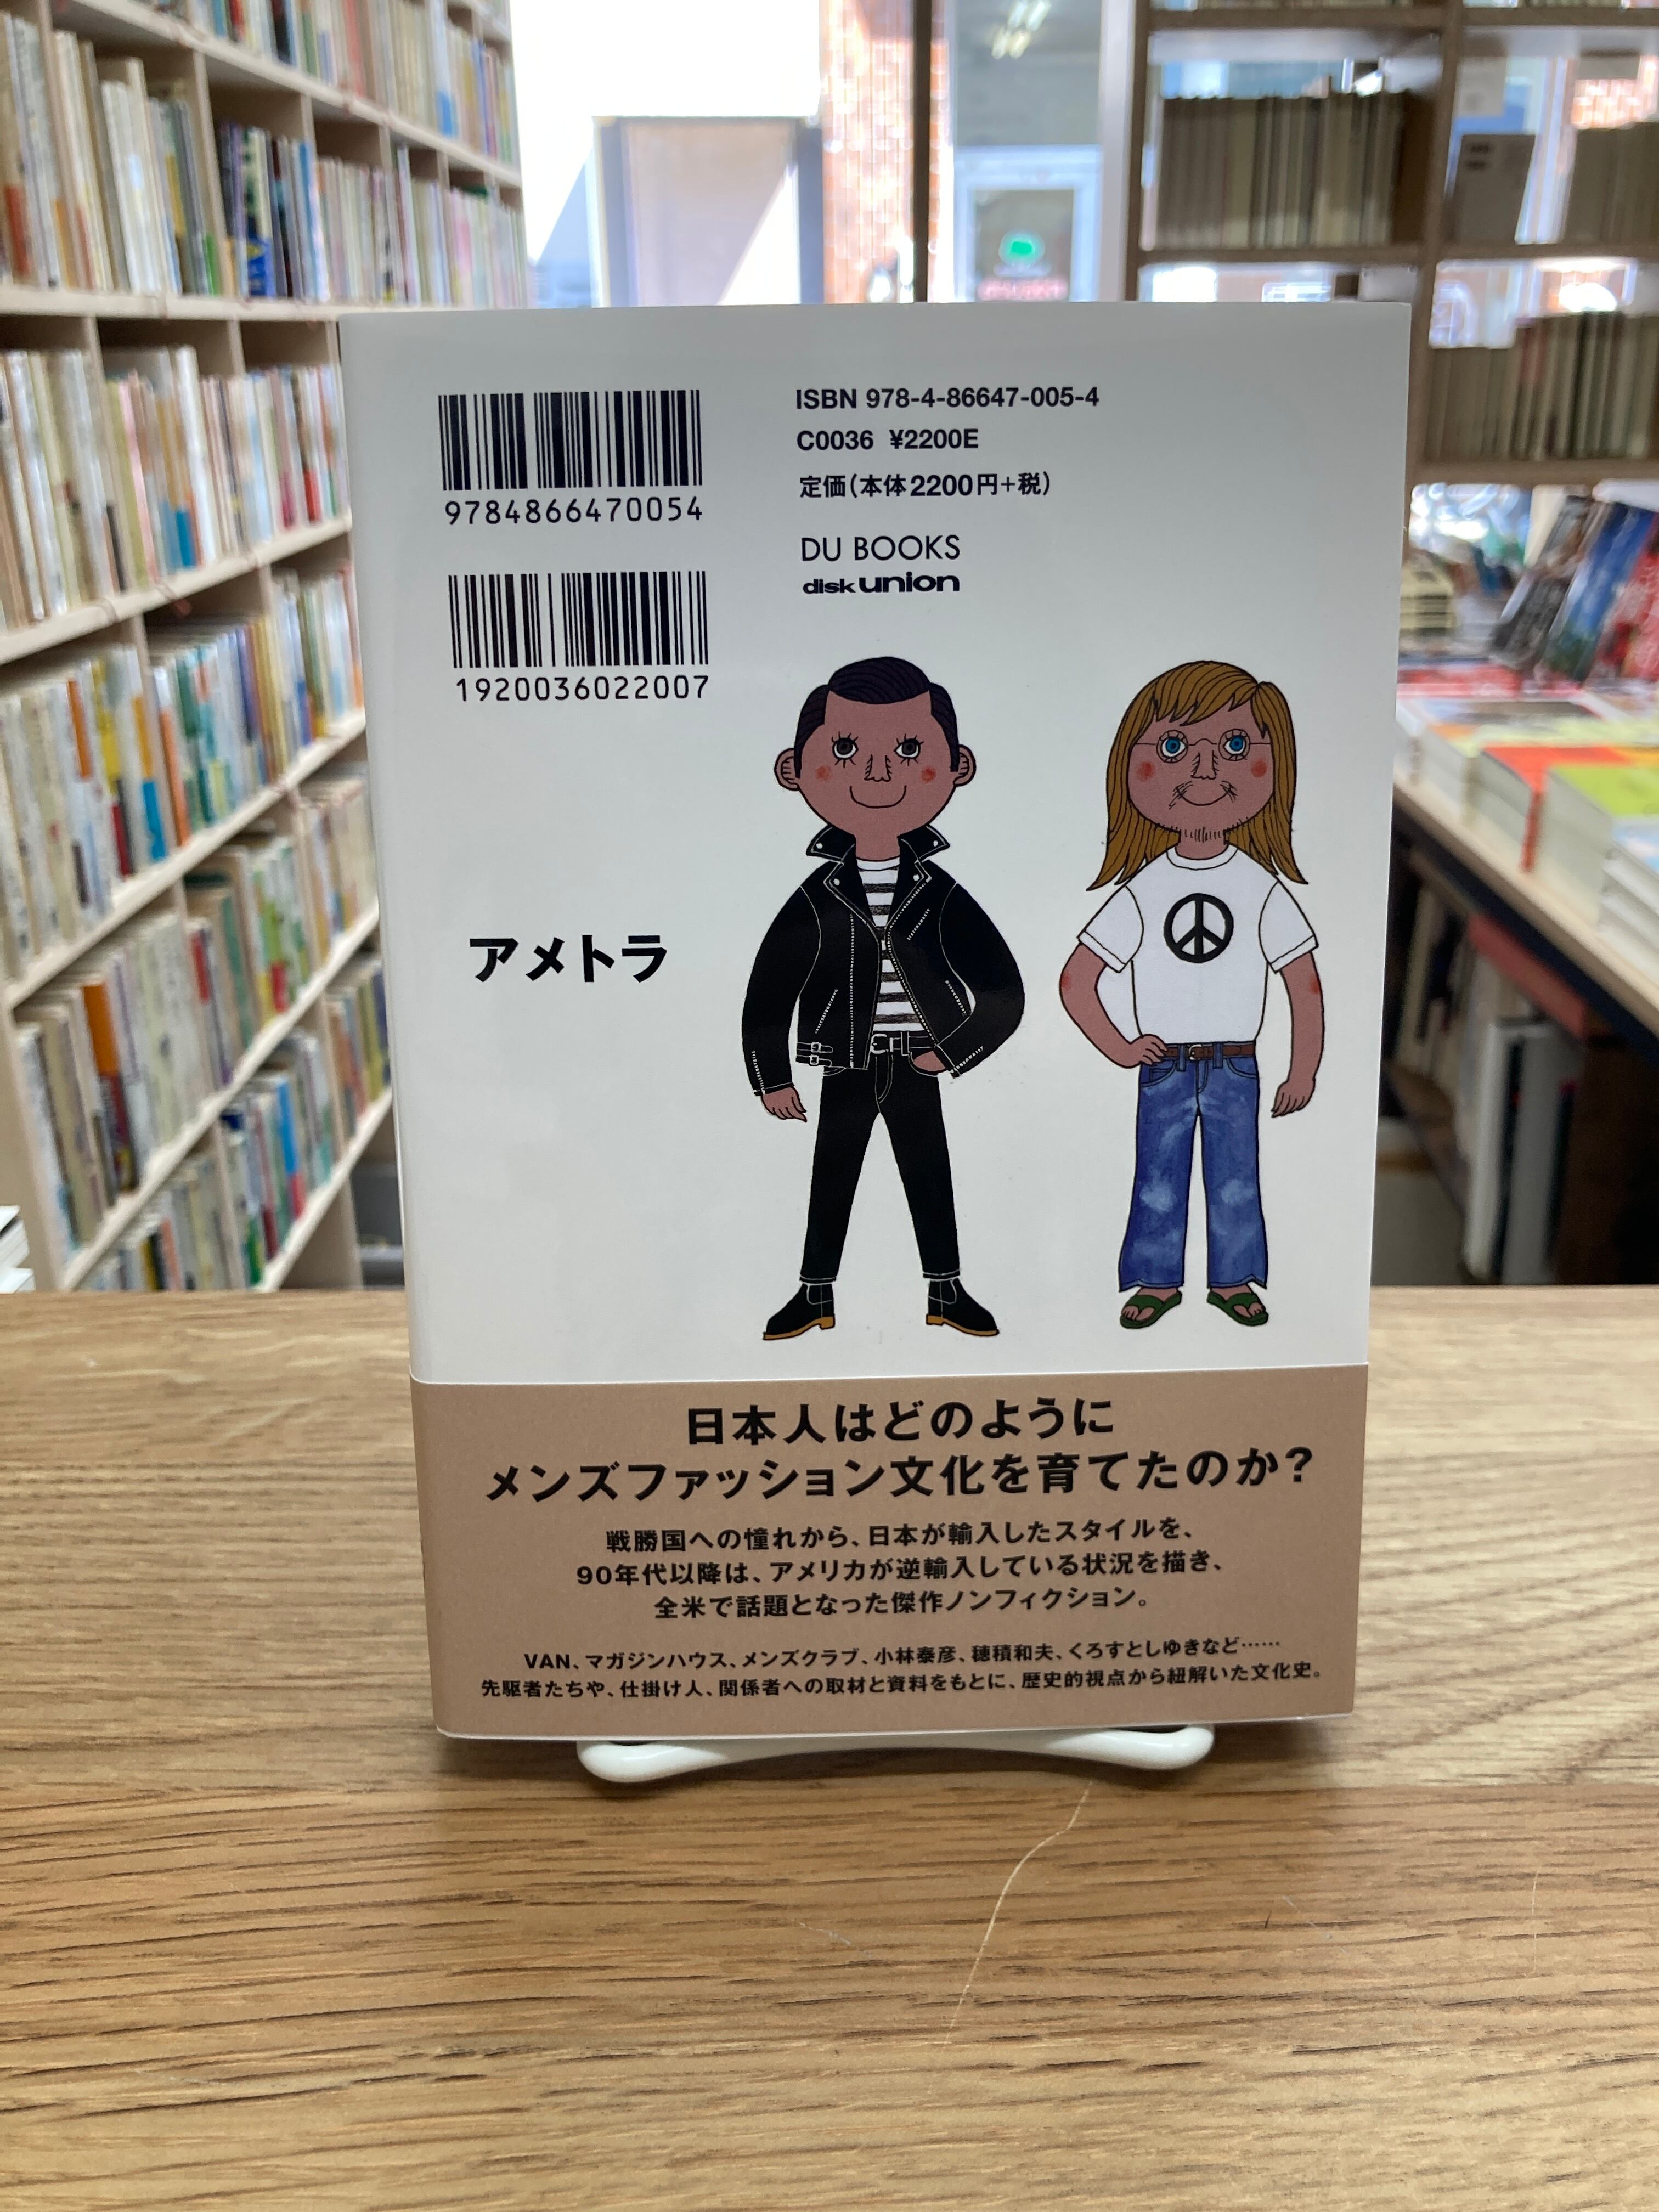 9784866470054
1920036022007
ISBN 978-4-86647-005-4
C0036 ¥2200E
定価(本体2200円+税)
DU BOOKS
disk union
アメトラ
日本人はどのように
メンズファッション文化を育てたのか?
戦勝国への憧れから、日本が輸入したスタイルを、
90年代以降は、アメリカが逆輸入している状況を描き、
全米で話題となった傑作ノンフィクション。
VAN、マガジンハウス、メンズクラブ、小林泰彦、穂積和夫、くろすとしゆきなど……
先駆者たちや、仕掛け人、関係者への取材と資料をもとに、歴史的視点から紐解いた文化史。